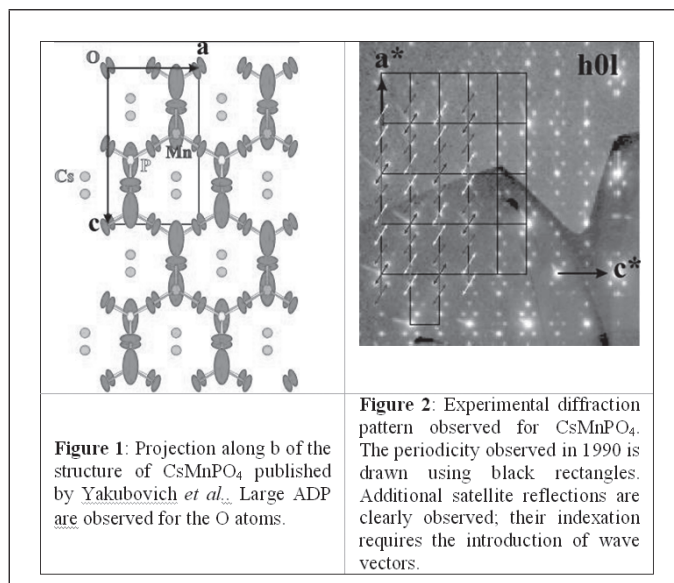 O
a
Mn
P
Cs
c
a*
h0l
c*
Figure 1: Projection along b of the
structure of CsMnPO₄ published
by Yakubovich et al.. Large ADP
are observed for the O atoms.
Figure 2: Experimental diffraction
pattern observed for CsMnPO₄.
The periodicity observed in 1990 is
drawn using black rectangles.
Additional satellite reflections are
clearly observed; their indexation
requires the introduction of wave
vectors.